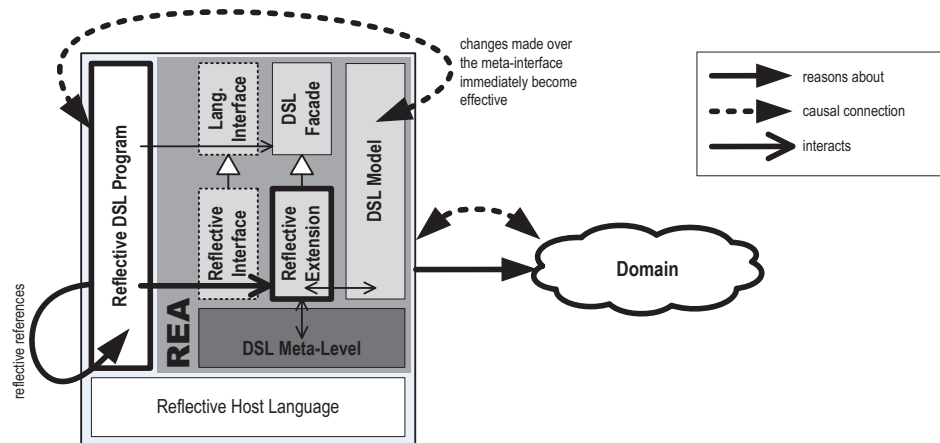 changes made over
the meta-interface
immediately become
effective
reasons about
causal connection
interacts
Reflective DSL Program
REA
Lang.
Interface
DSL
Facade
DSL Model
Reflective
Interface
Reflective
Extension
DSL Meta-Level
Reflective Host Language
reflective references
Domain